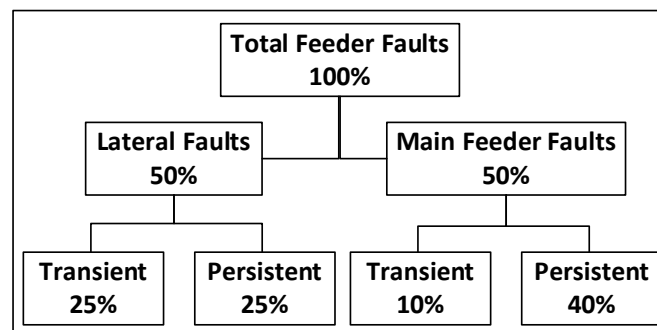 Total Feeder Faults
100%
Lateral Faults
50%
Main Feeder Faults
50%
Transient
25%
Persistent
25%
Transient
10%
Persistent
40%